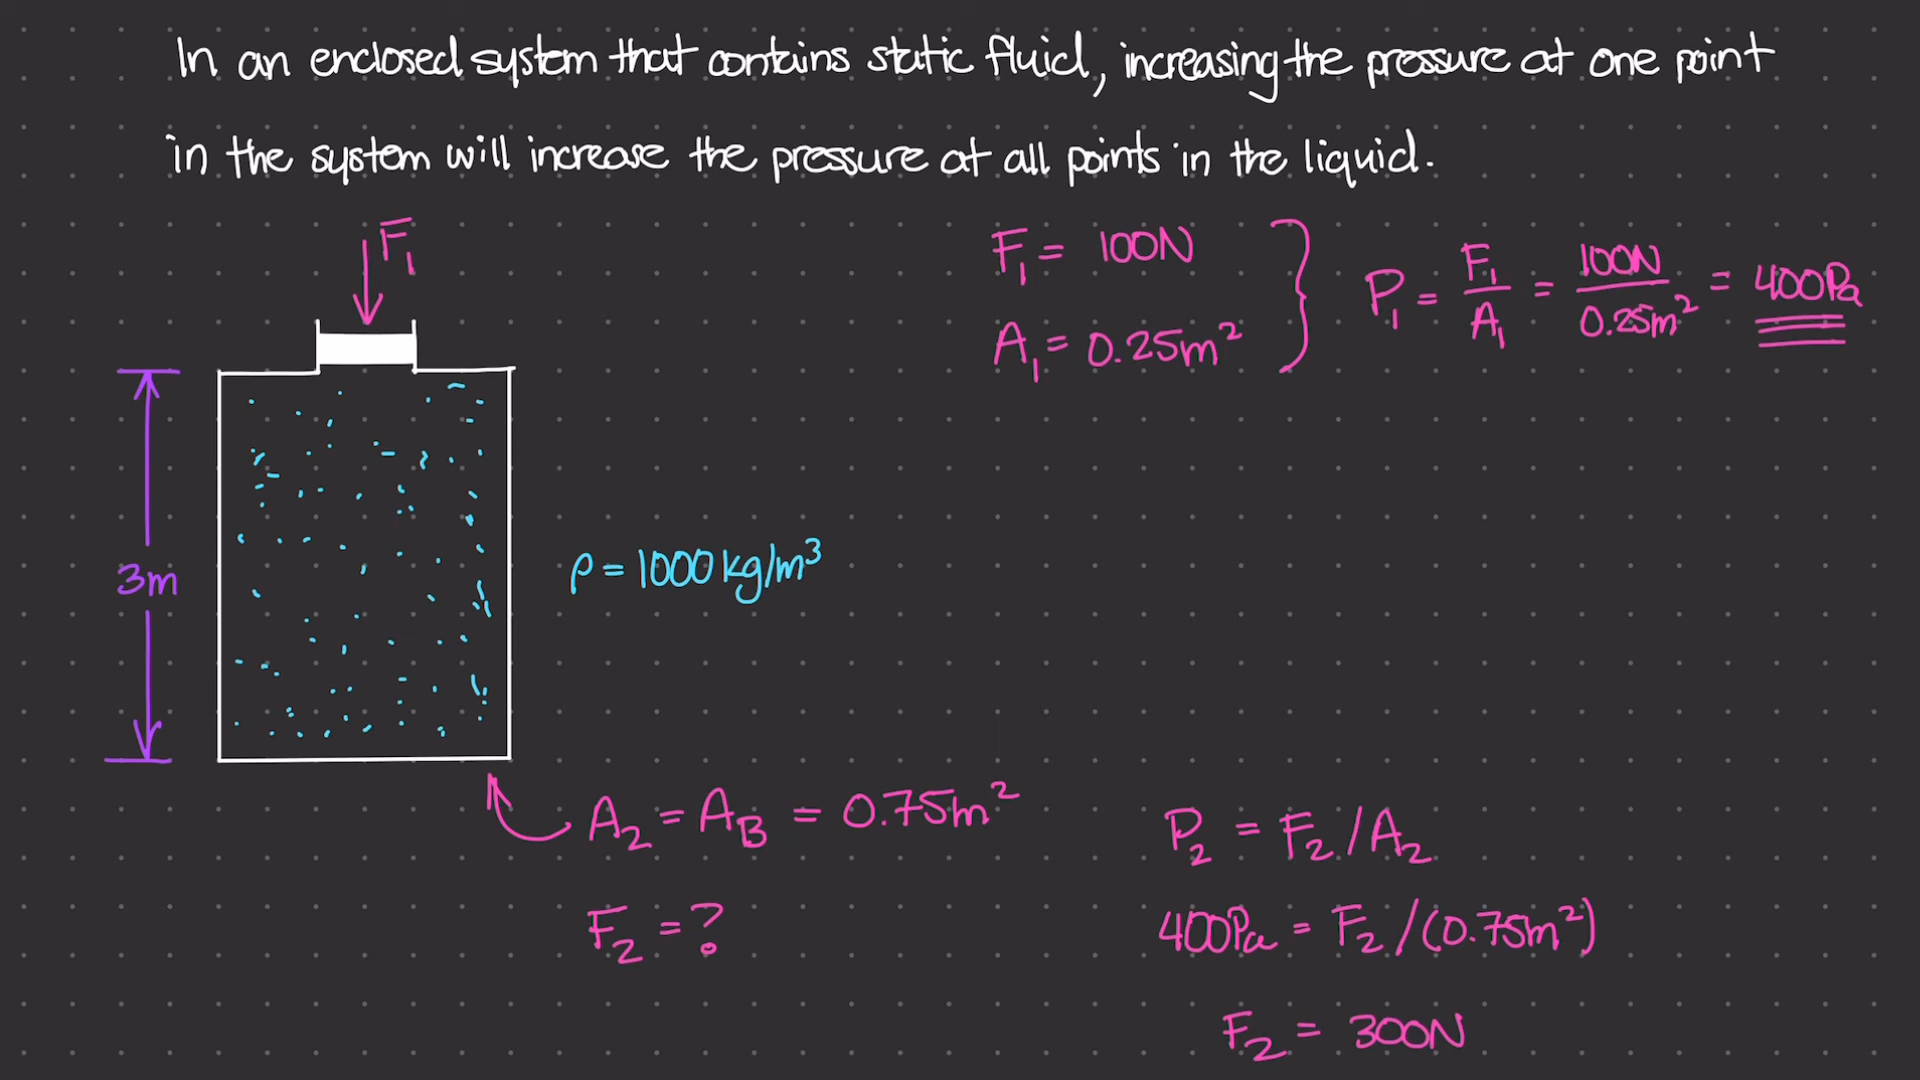 In an enclosed system that contains static fluid, increasing the pressure at one point
in the system will increase the pressure at all points in the liquid.
F₁
F₁ = 100N
A₁ = 0.25m²
P₁ = F₁/A₁ = 100N/0.25m² = 400Pa
3m
ρ = 1000 kg/m³
A₂ = A_B = 0.75m²
F₂ = ?
P₂ = F₂ / A₂
400Pa = F₂ / (0.75m²)
F₂ = 300N